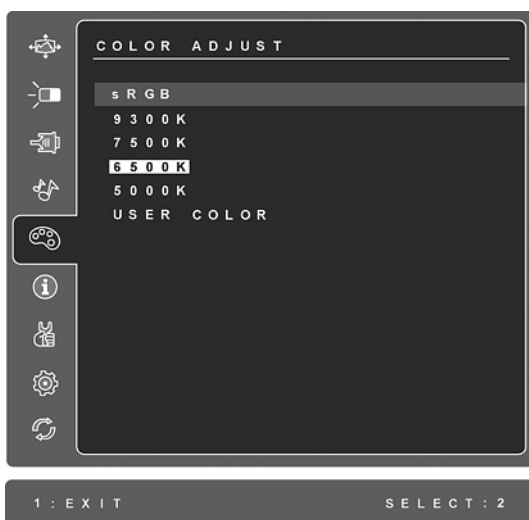 COLOR ADJUST
sRGB
9300K
7500K
6500K
5000K
USER COLOR
1:EXIT SELECT:2